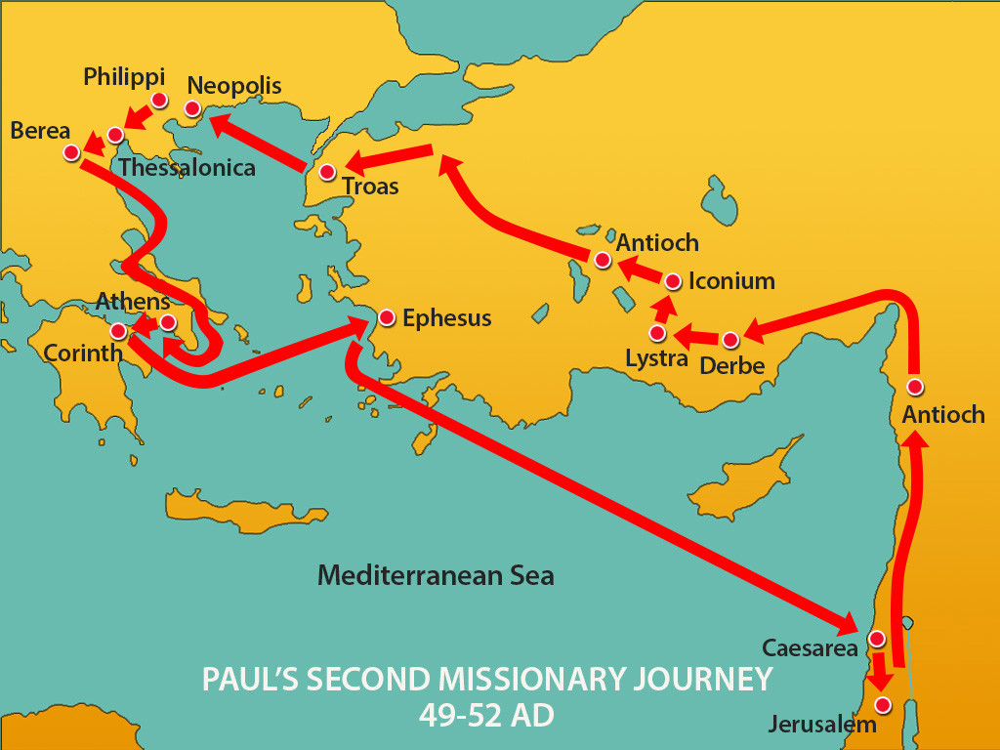 Philippi
Neopolis
Berea
Thessalonica
Troas
Antioch
Iconium
Athens
Ephesus
Corinth
Lystra
Derbe
Antioch
Mediterranean Sea
Caesarea
PAUL'S SECOND MISSIONARY JOURNEY
49-52 AD
Jerusalem